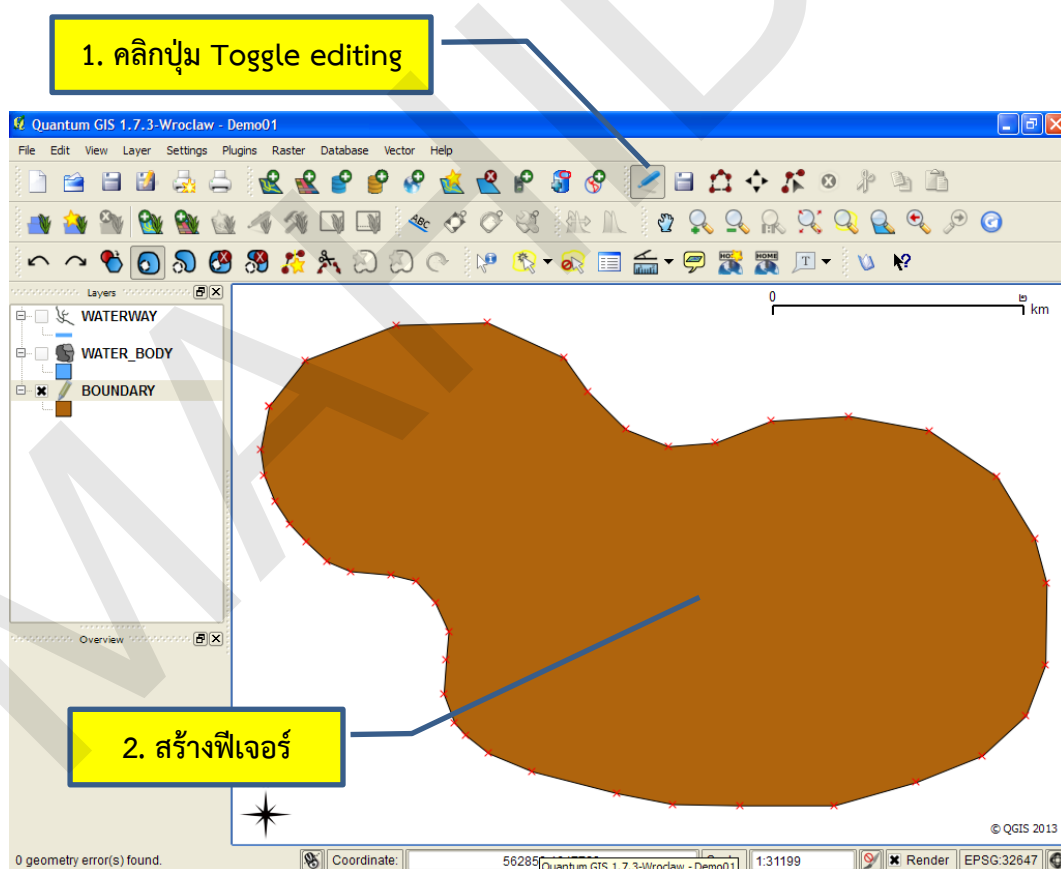 1. คลิกปุ่ม Toggle editing
Quantum GIS 1.7.3-Wroclaw - Demo01
File Edit View Layer Settings Plugins Raster Database Vector Help
ABC
HOME
T
Layers
WATERWAY
WATER_BODY
BOUNDARY
0
km
Overview
2. สร้างฟีเจอร์
© QGIS 2013
0 geometry error(s) found.
Coordinate:
1:31199
Render
EPSG:32647
Quantum GIS 1.7.3-Wroclaw - Demo01
MAHID